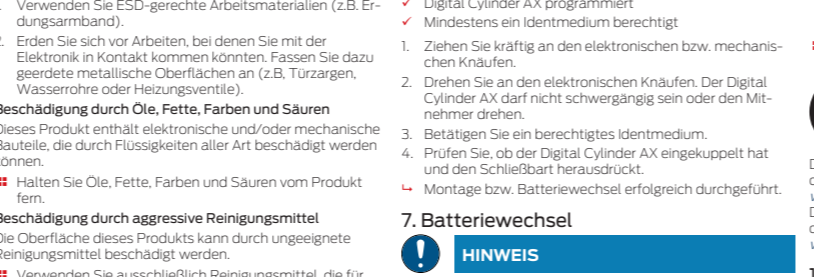 Verwenden Sie ESD-gerechte Arbeitsmaterialien (z.B. Er-
dungsarmband).
2. Erden Sie sich vor Arbeiten, bei denen Sie mit der
Elektronik in Kontakt kommen könnten. Fassen Sie dazu
geerdete metallische Oberflächen an (z.B, Türzargen,
Wasserrohre oder Heizungsventile).
Beschädigung durch Öle, Fette, Farben und Säuren
Dieses Produkt enthält elektronische und/oder mechanische
Bauteile, die durch Flüssigkeiten aller Art beschädigt werden
können.
Halten Sie Öle, Fette, Farben und Säuren vom Produkt
fern.
Beschädigung durch aggressive Reinigungsmittel
Die Oberfläche dieses Produkts kann durch ungeeignete
Reinigungsmittel beschädigt werden.
Verwenden Sie ausschließlich Reinigungsmittel, die für
✓ Digital Cylinder AX programmiert
✓ Mindestens ein Identmedium berechtigt
1. Ziehen Sie kräftig an den elektronischen bzw. mechanis-
chen Knäufen.
2. Drehen Sie an den elektronischen Knäufen. Der Digital
Cylinder AX darf nicht schwergängig sein oder den Mit-
nehmer drehen.
3. Betätigen Sie ein berechtigtes Identmedium.
4. Prüfen Sie, ob der Digital Cylinder AX eingekuppelt hat
und den Schließbart herausdrückt.
↳ Montage bzw. Batteriewechsel erfolgreich durchgeführt.
7. Batteriewechsel
HINWEIS